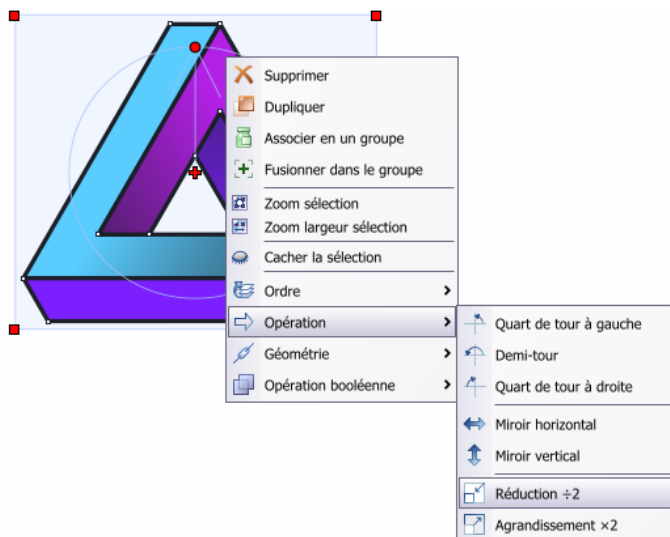 Supprimer
Dupliquer
Associer en un groupe
Fusionner dans le groupe
Zoom sélection
Zoom largeur sélection
Cacher la sélection
Ordre
Opération
Géométrie
Opération booléenne
Quart de tour à gauche
Demi-tour
Quart de tour à droite
Miroir horizontal
Miroir vertical
Réduction ÷2
Agrandissement ×2